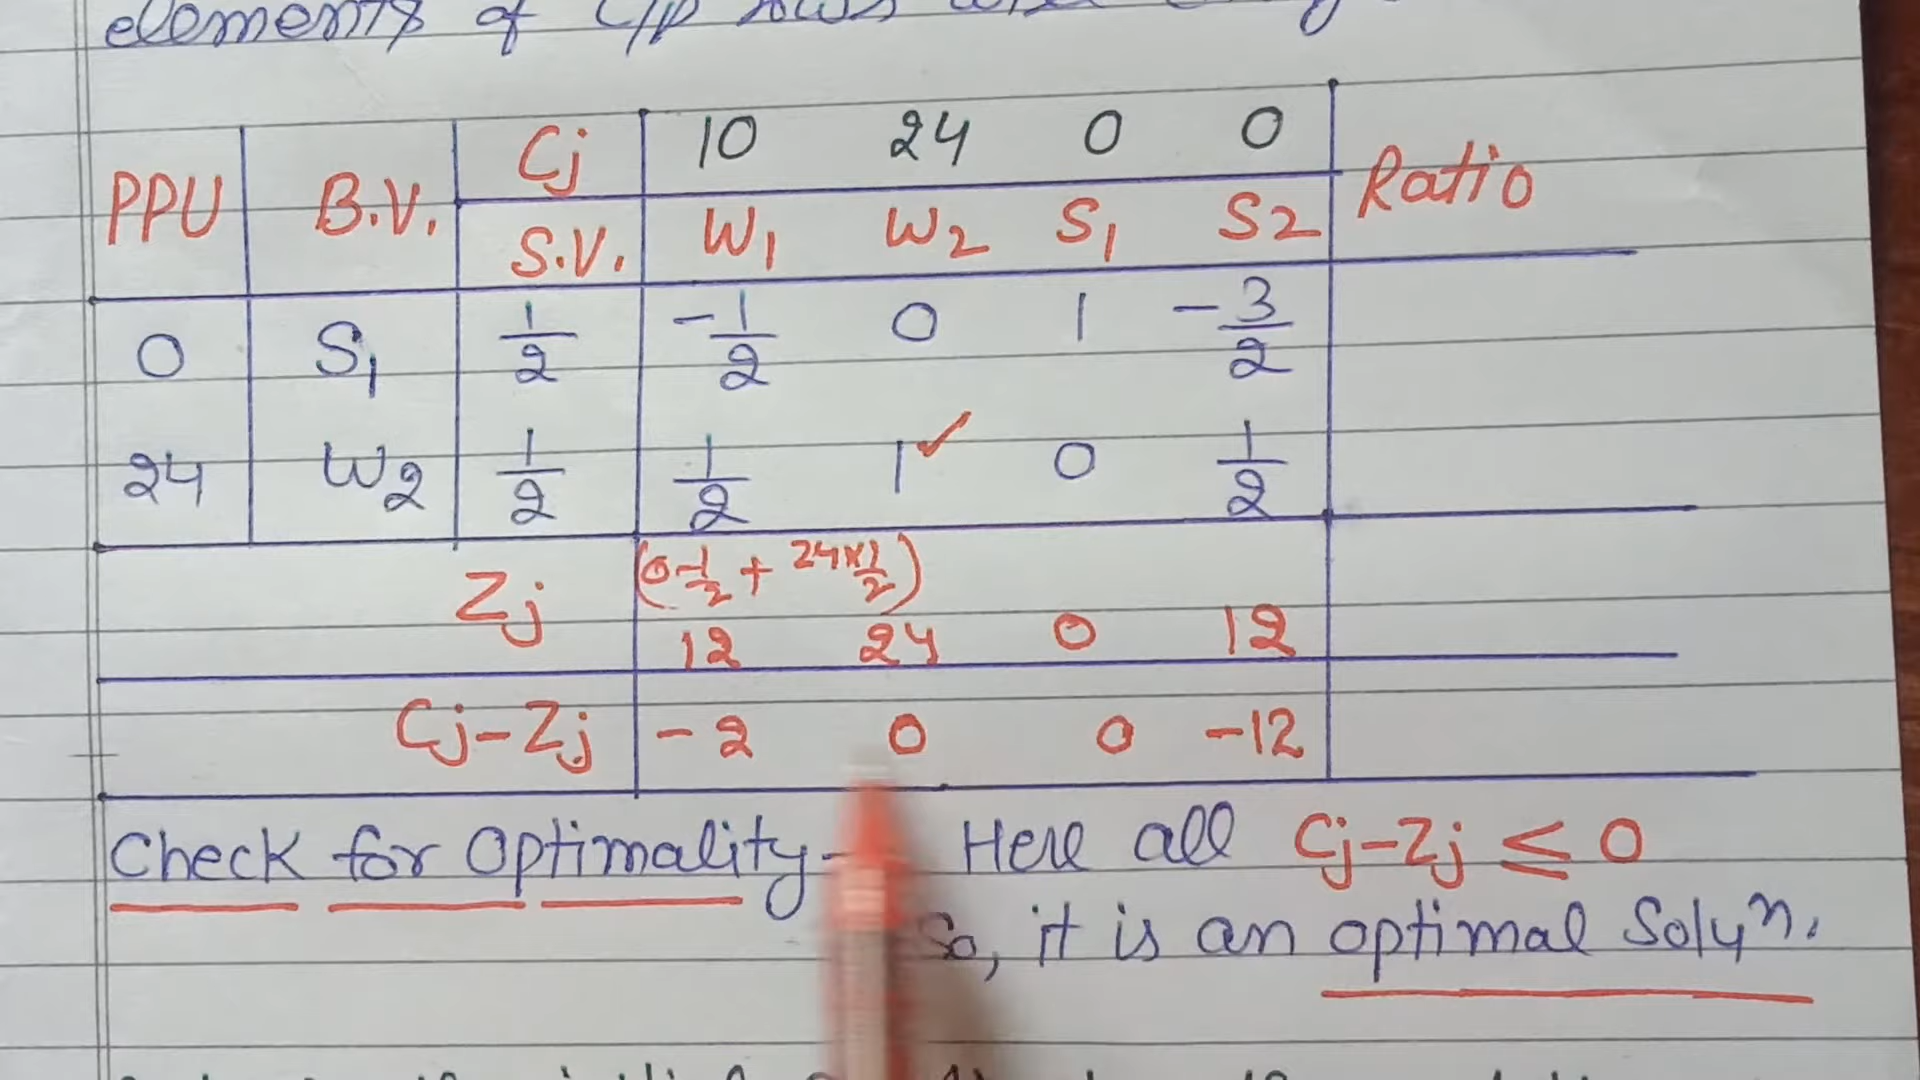 elements of
Cj 10 24 0 0
PPU B.V. Ratio
S.V. W1 W2 S1 S2
0 S1 1/2 -1/2 0 1 -3/2
24 W2 1/2 1/2 1✓ 0 1/2
Zj (0-1/2 + 24×1/2)
12 24 0 12
Cj-Zj -2 0 0 -12
Check for Optimality- Here all Cj-Zj ≤ 0
So, it is an optimal Soluⁿ.